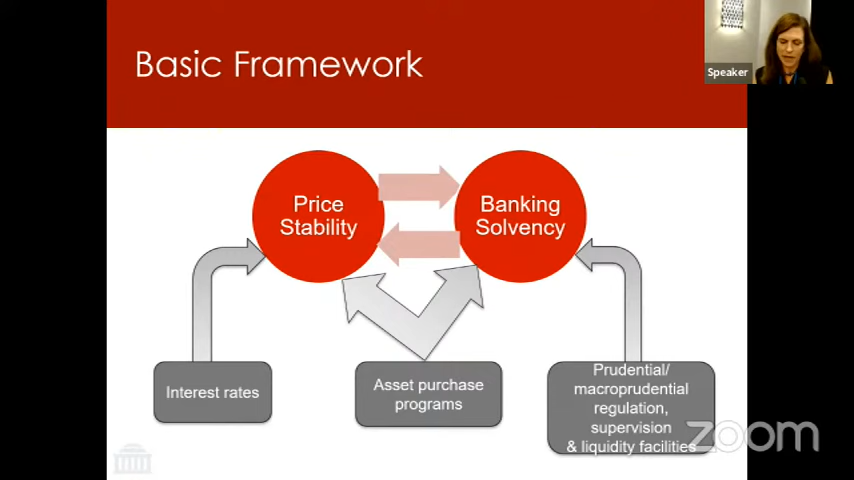 Basic Framework
Speaker
Price
Stability
Banking
Solvency
Interest rates
Asset purchase
programs
Prudential/
macroprudential
regulation,
supervision
& liquidity facilities
zoom